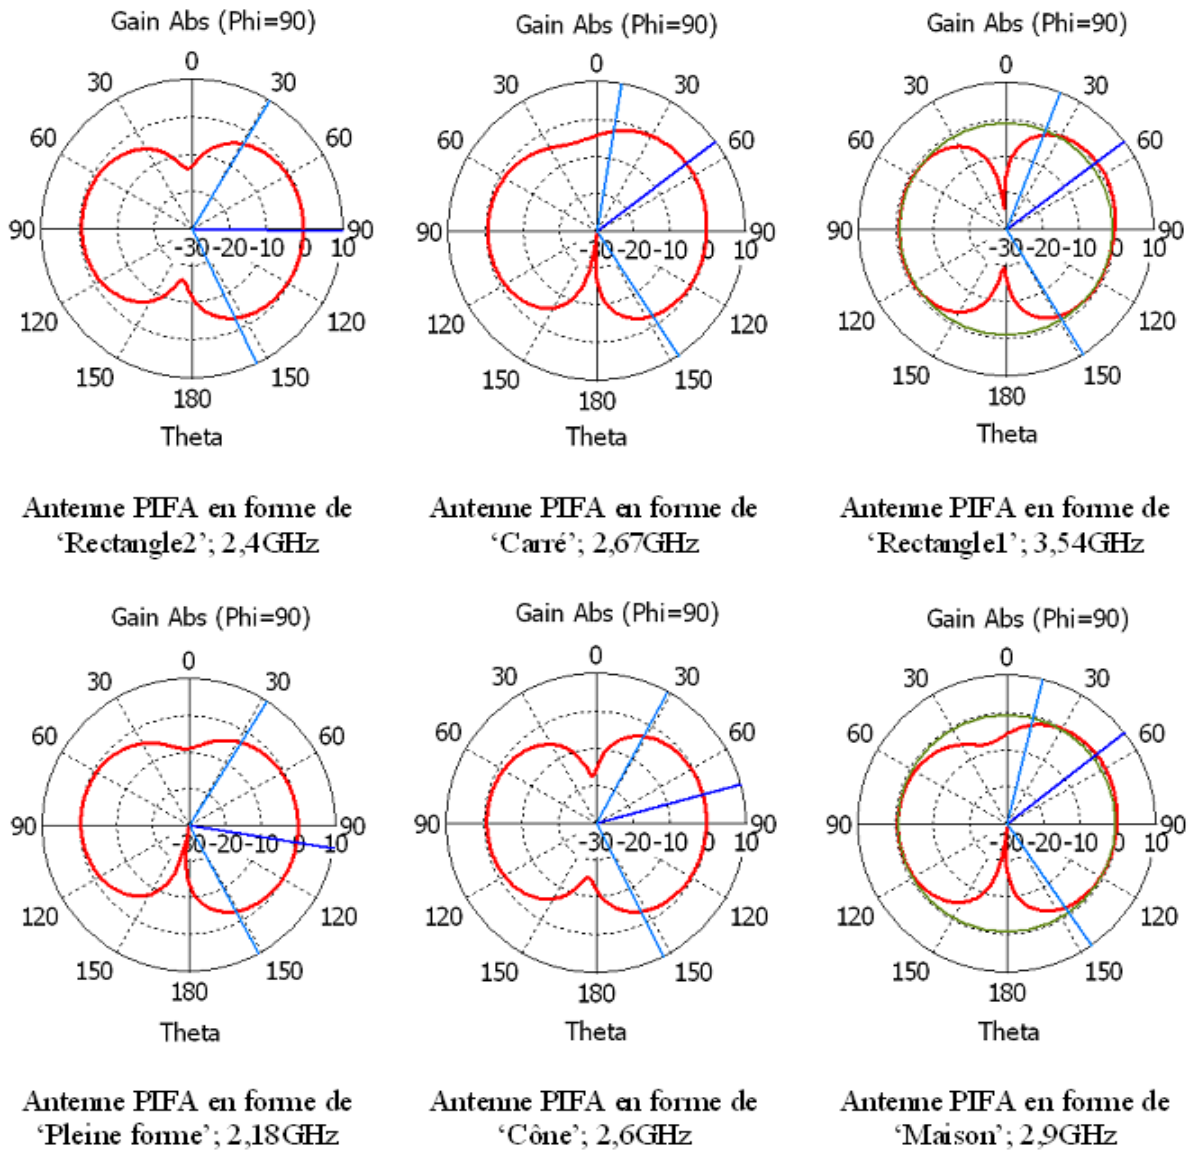 Gain Abs (Phi=90)
0
30 30
60 60
90 -30 -20 -10 0 10 90
120 120
150 150
180
Theta
Antenne PIFA en forme de
‘Rectangle2’; 2,4GHz
Gain Abs (Phi=90)
0
30 30
60 60
90 -30 -20 -10 0 10 90
120 120
150 150
180
Theta
Antenne PIFA en forme de
‘Carré’; 2,67GHz
Gain Abs (Phi=90)
0
30 30
60 60
90 -30 -20 -10 0 10 90
120 120
150 150
180
Theta
Antenne PIFA en forme de
‘Rectangle1’; 3,54GHz
Gain Abs (Phi=90)
0
30 30
60 60
90 -30 -20 -10 0 10 90
120 120
150 150
180
Theta
Antenne PIFA en forme de
‘Pleine forme’; 2,18GHz
Gain Abs (Phi=90)
0
30 30
60 60
90 -30 -20 -10 0 10 90
120 120
150 150
180
Theta
Antenne PIFA en forme de
‘Cône’; 2,6GHz
Gain Abs (Phi=90)
0
30 30
60 60
90 -30 -20 -10 0 10 90
120 120
150 150
180
Theta
Antenne PIFA en forme de
‘Maison’; 2,9GHz